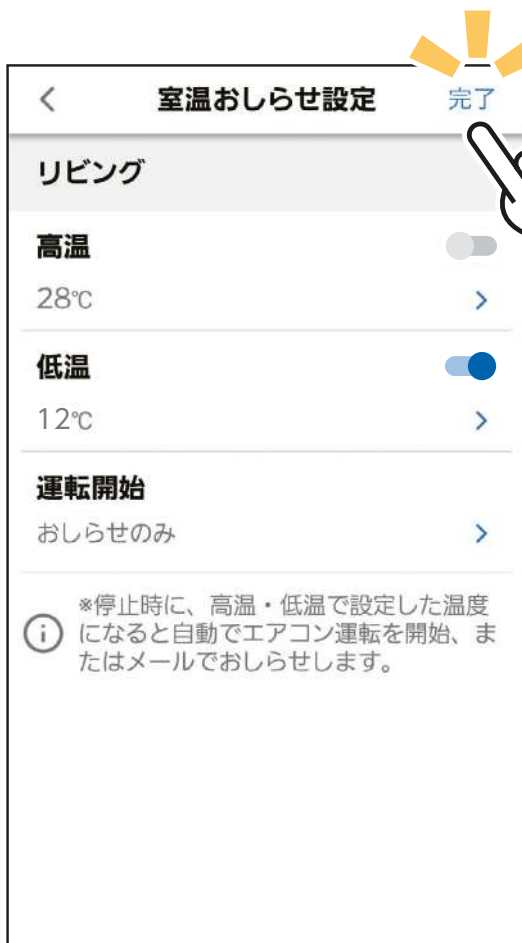 室温おしらせ設定 完了
リビング
高温
28℃
低温
12℃
運転開始
おしらせのみ
※停止時に、高温・低温で設定した温度
になると自動でエアコン運転を開始、ま
たはメールでおしらせします。